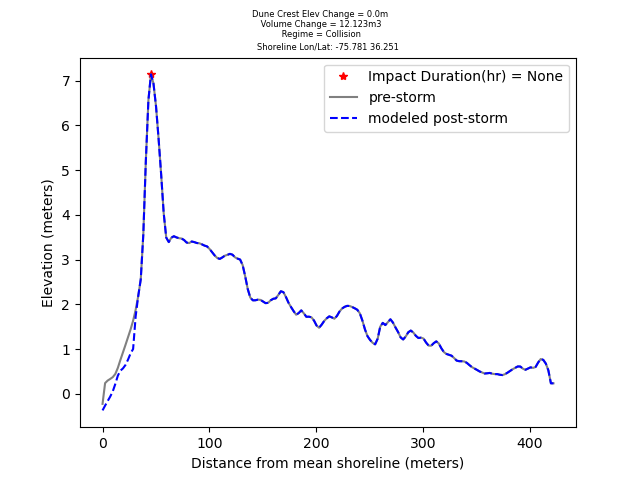 Dune Crest Elev Change = 0.0m
Volume Change = 12.123m3
Regime = Collision
Shoreline Lon/Lat: -75.781 36.251
Impact Duration(hr) = None
pre-storm
modeled post-storm
7
6
5
4
3
2
1
0
Elevation (meters)
0 100 200 300 400
Distance from mean shoreline (meters)